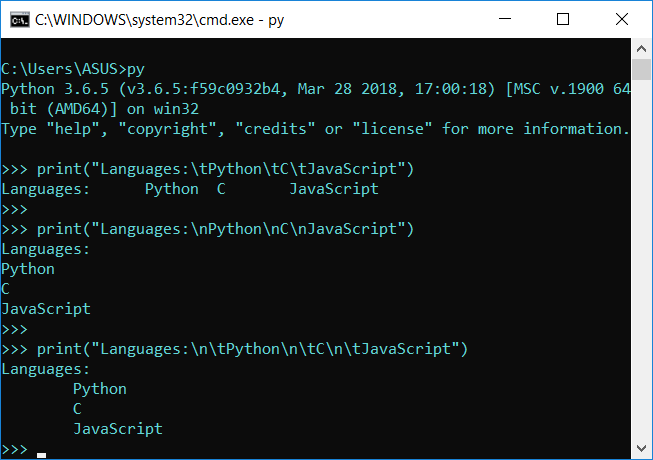 C:\WINDOWS\system32\cmd.exe - py
C:\Users\ASUS>py
Python 3.6.5 (v3.6.5:f59c0932b4, Mar 28 2018, 17:00:18) [MSC v.1900 64
 bit (AMD64)] on win32
Type "help", "copyright", "credits" or "license" for more information.
>>> print("Languages:\tPython\tC\tJavaScript")
Languages:      Python  C       JavaScript
>>>
>>> print("Languages:\nPython\nC\nJavaScript")
Languages:
Python
C
JavaScript
>>>
>>> print("Languages:\n\tPython\n\tC\n\tJavaScript")
Languages:
        Python
        C
        JavaScript
>>>